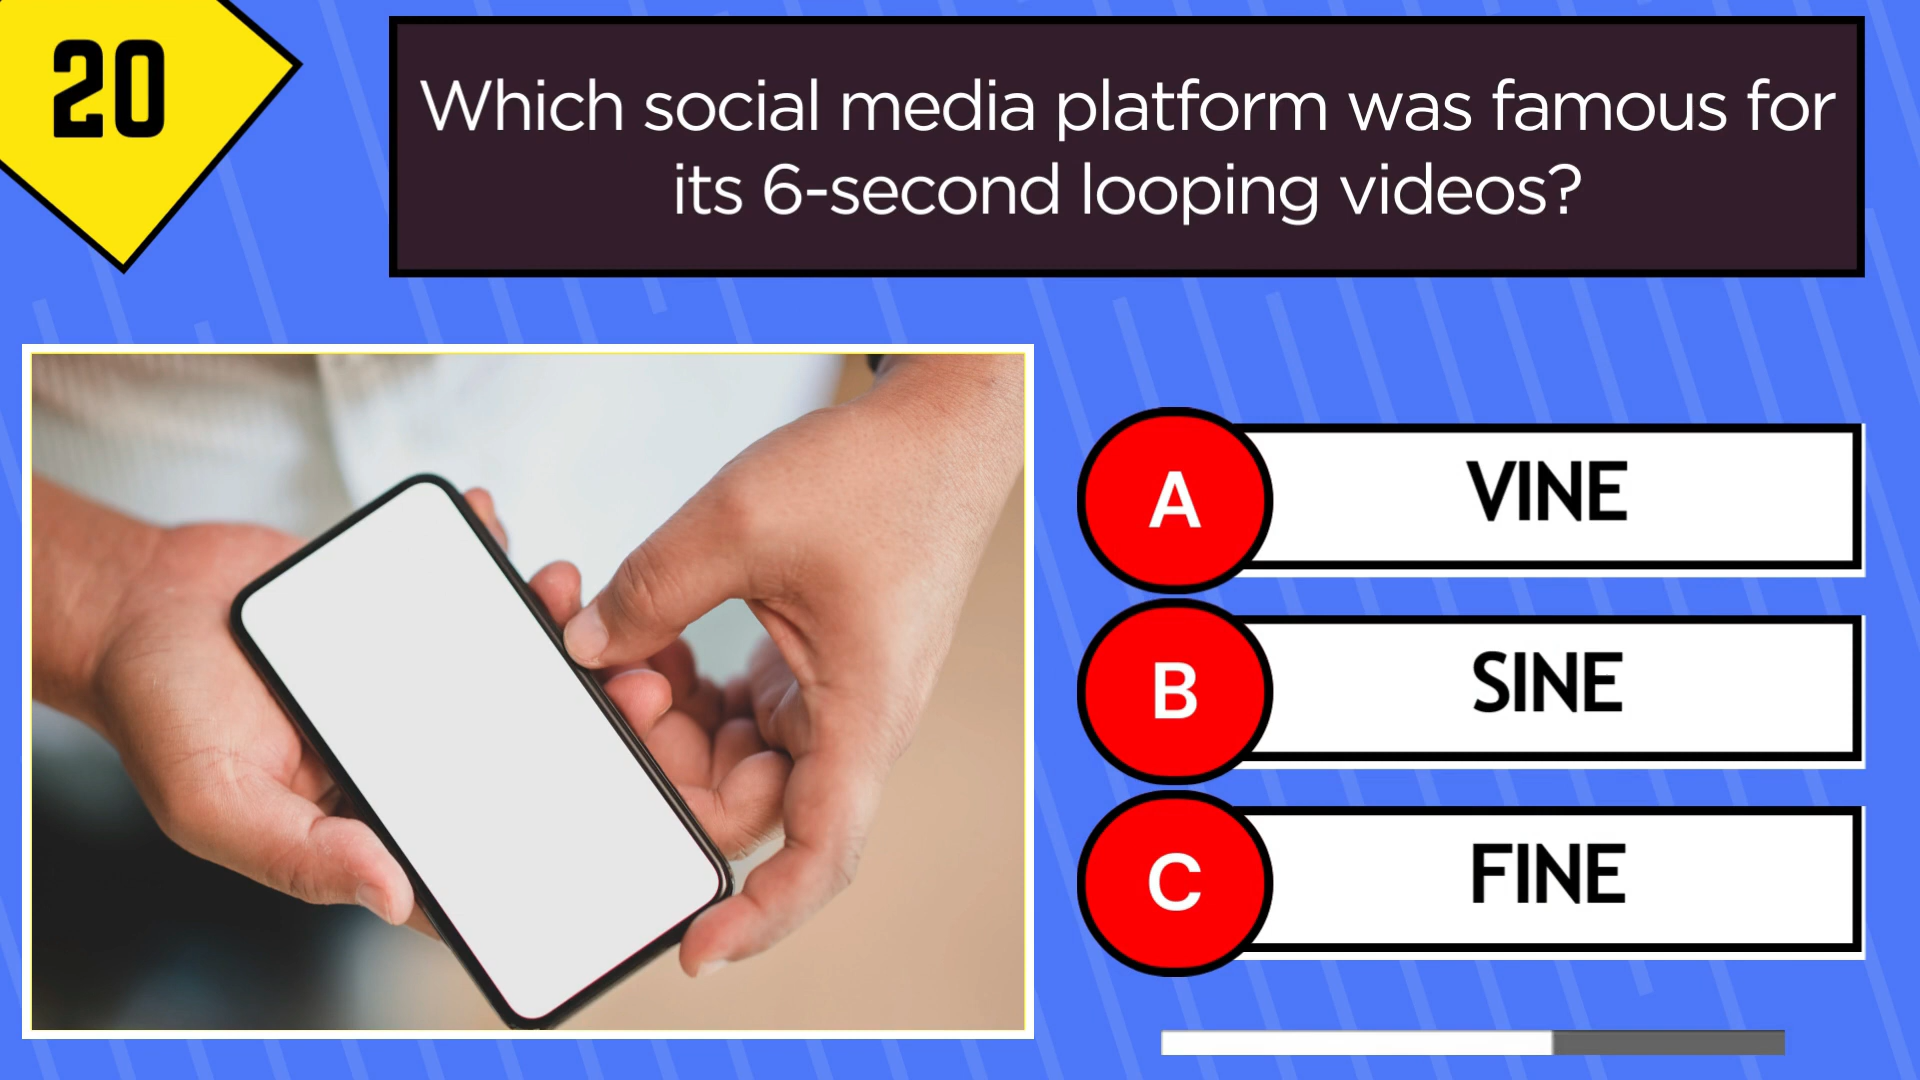 20
Which social media platform was famous for
its 6-second looping videos?
A VINE
B SINE
C FINE